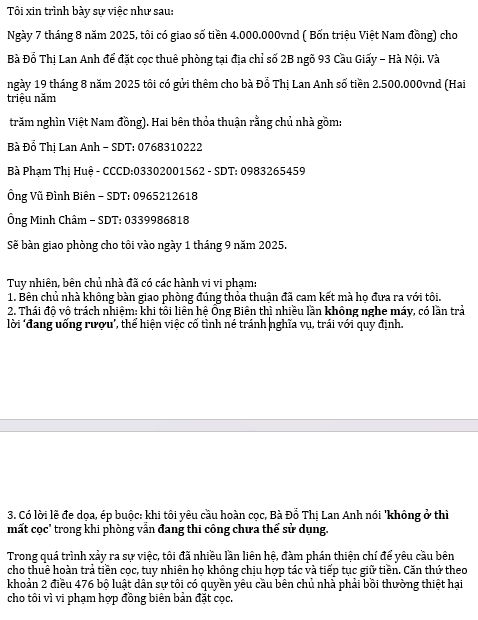 Tôi xin trình bày sự việc như sau:
Ngày 7 tháng 8 năm 2025, tôi có giao số tiền 4.000.000vnd ( Bốn triệu Việt Nam đồng) cho
Bà Đỗ Thị Lan Anh để đặt cọc thuê phòng tại địa chỉ số 2B ngõ 93 Cầu Giấy – Hà Nội. Và
ngày 19 tháng 8 năm 2025 tôi có gửi thêm cho bà Đỗ Thị Lan Anh số tiền 2.500.000vnd (Hai
triệu năm
trăm nghìn Việt Nam đồng). Hai bên thỏa thuận rằng chủ nhà gồm:
Bà Đỗ Thị Lan Anh – SDT: 0768310222
Bà Phạm Thị Huệ - CCCD:03302001562 - SDT: 0983265459
Ông Vũ Đình Biên – SDT: 0965212618
Ông Minh Châm – SDT: 0339986818
Sẽ bàn giao phòng cho tôi vào ngày 1 tháng 9 năm 2025.
Tuy nhiên, bên chủ nhà đã có các hành vi vi phạm:
1. Bên chủ nhà không bàn giao phòng đúng thỏa thuận đã cam kết mà họ đưa ra với tôi.
2. Thái độ vô trách nhiệm: khi tôi liên hệ Ông Biên thì nhiều lần không nghe máy, có lần trả
lời ‘đang uống rượu’, thể hiện việc cố tình né tránh nghĩa vụ, trái với quy định.
3. Có lời lẽ đe dọa, ép buộc: khi tôi yêu cầu hoàn cọc, Bà Đỗ Thị Lan Anh nói 'không ở thì
mất cọc' trong khi phòng vẫn đang thi công chưa thể sử dụng.
Trong quá trình xảy ra sự việc, tôi đã nhiều lần liên hệ, đàm phán thiện chí để yêu cầu bên
cho thuê hoàn trả tiền cọc, tuy nhiên họ không chịu hợp tác và tiếp tục giữ tiền. Căn thứ theo
khoản 2 điều 476 bộ luật dân sự tôi có quyền yêu cầu bên chủ nhà phải bồi thường thiệt hại
cho tôi vì vi phạm hợp đồng biên bản đặt cọc.